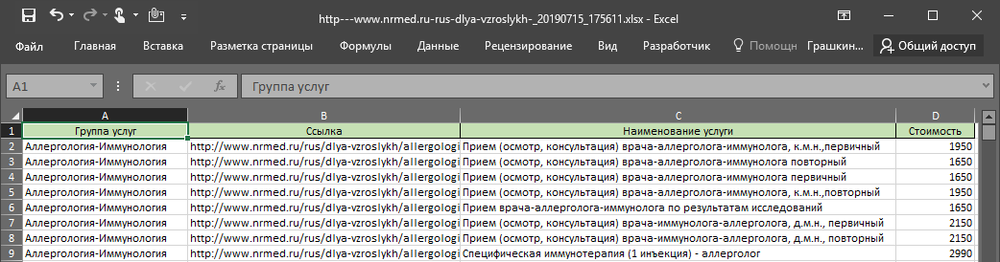 http---www.nrmed.ru-rus-dlya-vzroslykh-_20190715_175611.xlsx - Excel
Файл Главная Вставка Разметка страницы Формулы Данные Рецензирование Вид Разработчик Помощн Грашкин... Общий доступ
A1 fx Группа услуг
A B C D
1 Группа услуг Ссылка Наименование услуги Стоимость
2 Аллергология-Иммунология http://www.nrmed.ru/rus/dlya-vzroslykh/allergologi Прием (осмотр, консультация) врача-аллерголога-иммунолога, к.м.н.,первичный 1950
3 Аллергология-Иммунология http://www.nrmed.ru/rus/dlya-vzroslykh/allergologi Прием (осмотр, консультация) врача-аллерголога-иммунолога повторный 1650
4 Аллергология-Иммунология http://www.nrmed.ru/rus/dlya-vzroslykh/allergologi Прием (осмотр, консультация) врача-аллерголога-иммунолога первичный 1650
5 Аллергология-Иммунология http://www.nrmed.ru/rus/dlya-vzroslykh/allergologi Прием (осмотр, консультация) врача-аллерголога-иммунолога, к.м.н.,повторный 1950
6 Аллергология-Иммунология http://www.nrmed.ru/rus/dlya-vzroslykh/allergologi Прием врача-аллерголога-иммунолога по результатам исследований 1650
7 Аллергология-Иммунология http://www.nrmed.ru/rus/dlya-vzroslykh/allergologi Прием (осмотр, консультация) врача-иммунолога-аллерголога, д.м.н., первичный 2150
8 Аллергология-Иммунология http://www.nrmed.ru/rus/dlya-vzroslykh/allergologi Прием (осмотр, консультация) врача-иммунолога-аллерголога, д.м.н., повторный 2150
9 Аллергология-Иммунология http://www.nrmed.ru/rus/dlya-vzroslykh/allergologi Специфическая иммунотерапия (1 инъекция) - аллерголог 2990